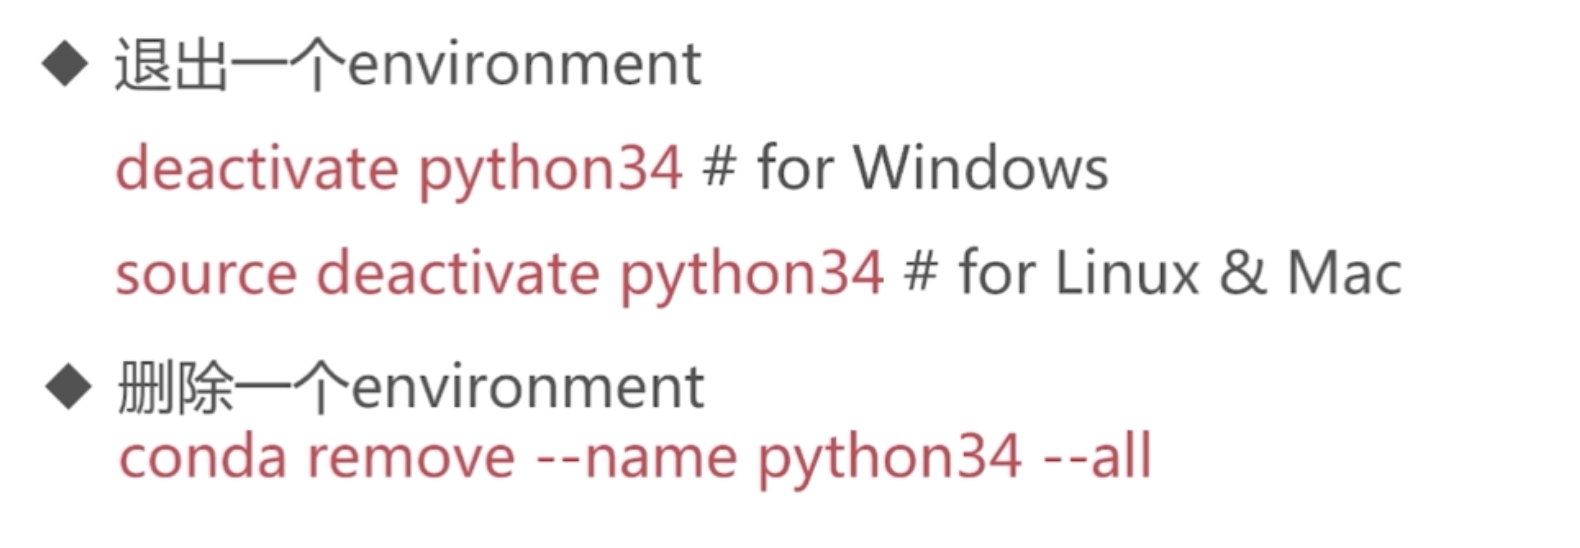 ◆ 退出一个environment
deactivate python34 # for Windows
source deactivate python34 # for Linux & Mac
◆ 删除一个environment
conda remove --name python34 --all